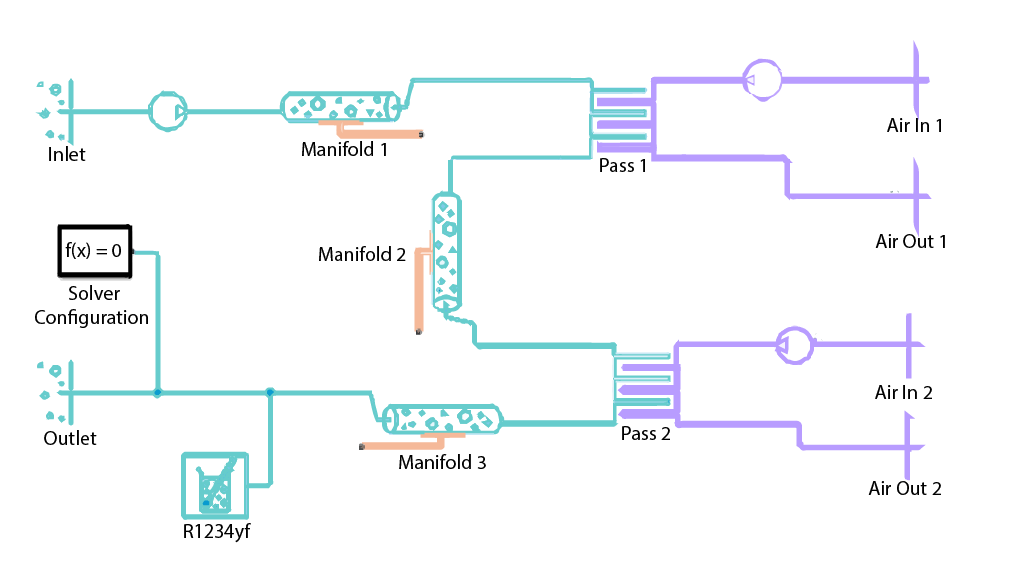 Inlet
Manifold 1
Pass 1
Air In 1
Air Out 1
Manifold 2
f(x) = 0
Solver
Configuration
Outlet
Manifold 3
Pass 2
Air In 2
Air Out 2
R1234yf